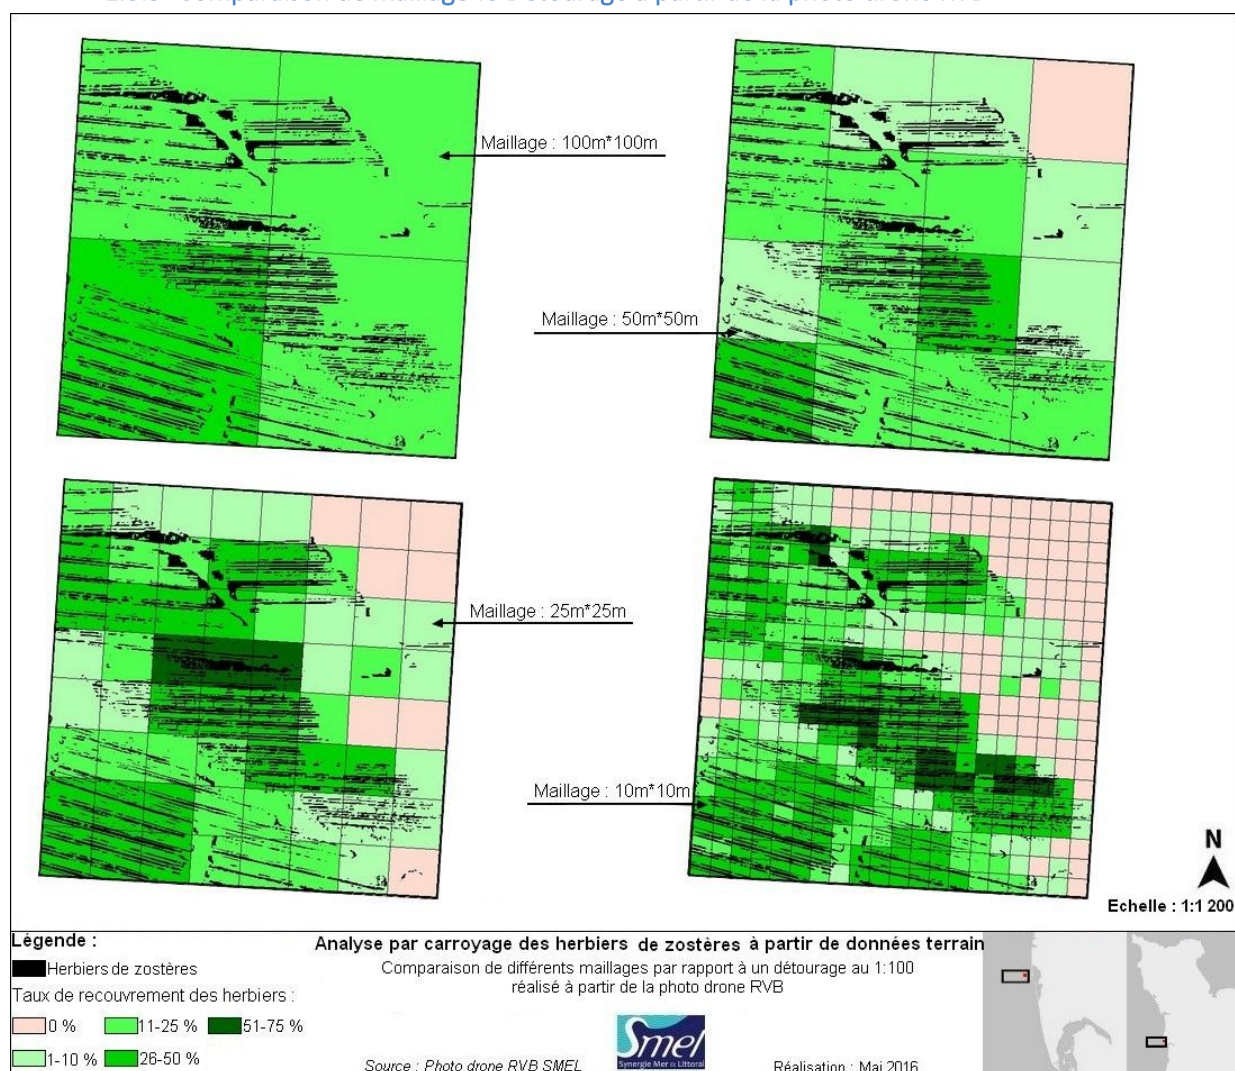 Maillage : 100m*100m
Maillage : 50m*50m
Maillage : 25m*25m
Maillage : 10m*10m
N
Echelle : 1:1 200
Légende :
Herbiers de zostères
Taux de recouvrement des herbiers :
0 %
11-25 %
51-75 %
1-10 %
26-50 %
Analyse par carroyage des herbiers de zostères à partir de données terrain
Comparaison de différents maillages par rapport à un détourage au 1:100
réalisé à partir de la photo drone RVB
Source : Photo drone RVB SMEL
Smel
Synergie Mer et Littoral
Réalisation : Mai 2016